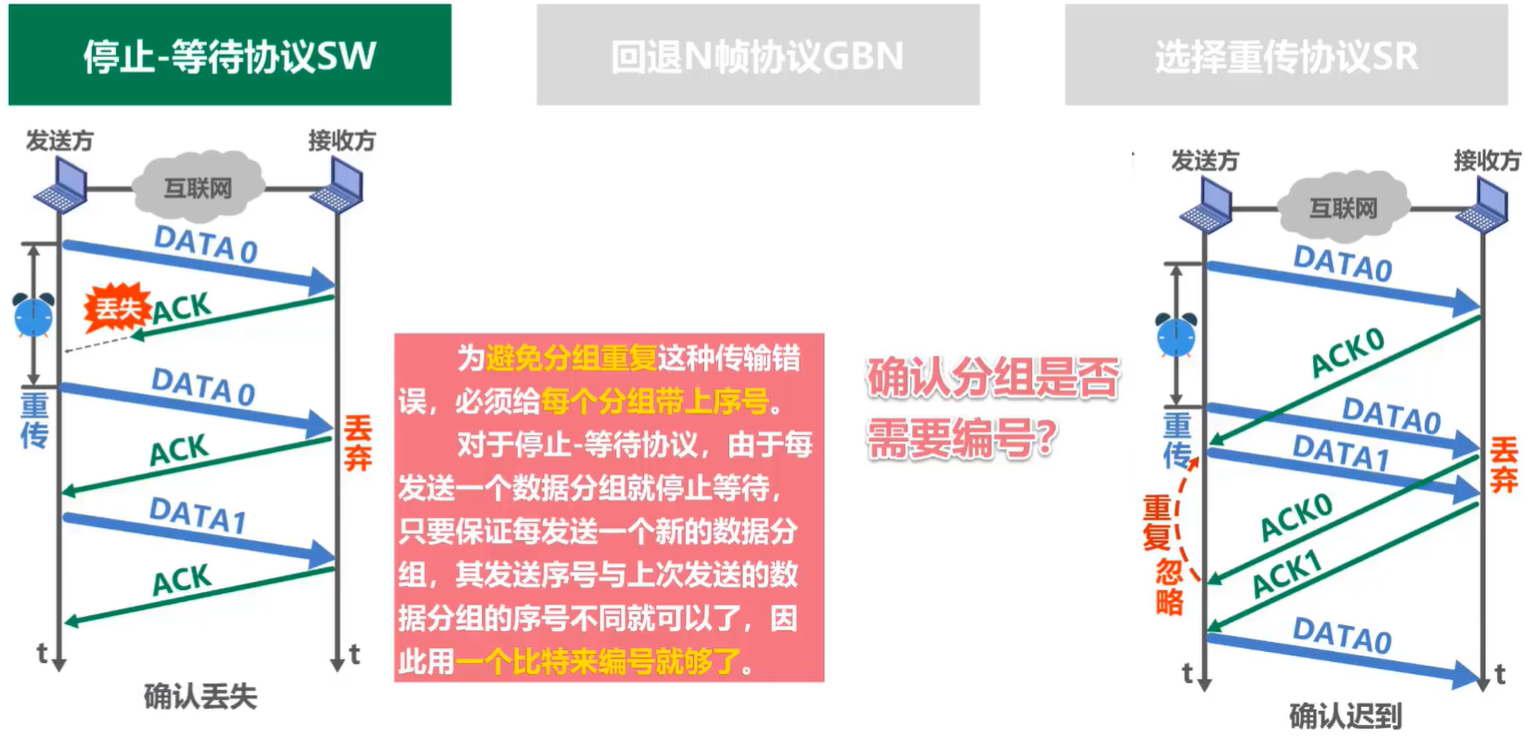 停止-等待协议SW
回退N帧协议GBN
选择重传协议SR
发送方
接收方
互联网
DATA 0
丢失
ACK
重传
DATA 0
丢弃
ACK
DATA1
ACK
t
t
确认丢失
为避免分组重复这种传输错
误，必须给每个分组带上序号。
对于停止-等待协议，由于每
发送一个数据分组就停止等待，
只要保证每发送一个新的数据分
组，其发送序号与上次发送的数
据分组的序号不同就可以了，因
此用一个比特来编号就够了。
确认分组是否
需要编号？
发送方
接收方
互联网
DATA0
ACK0
重传
DATA0
DATA1
丢弃
重复
忽略
ACK0
ACK1
DATA0
t
t
确认迟到